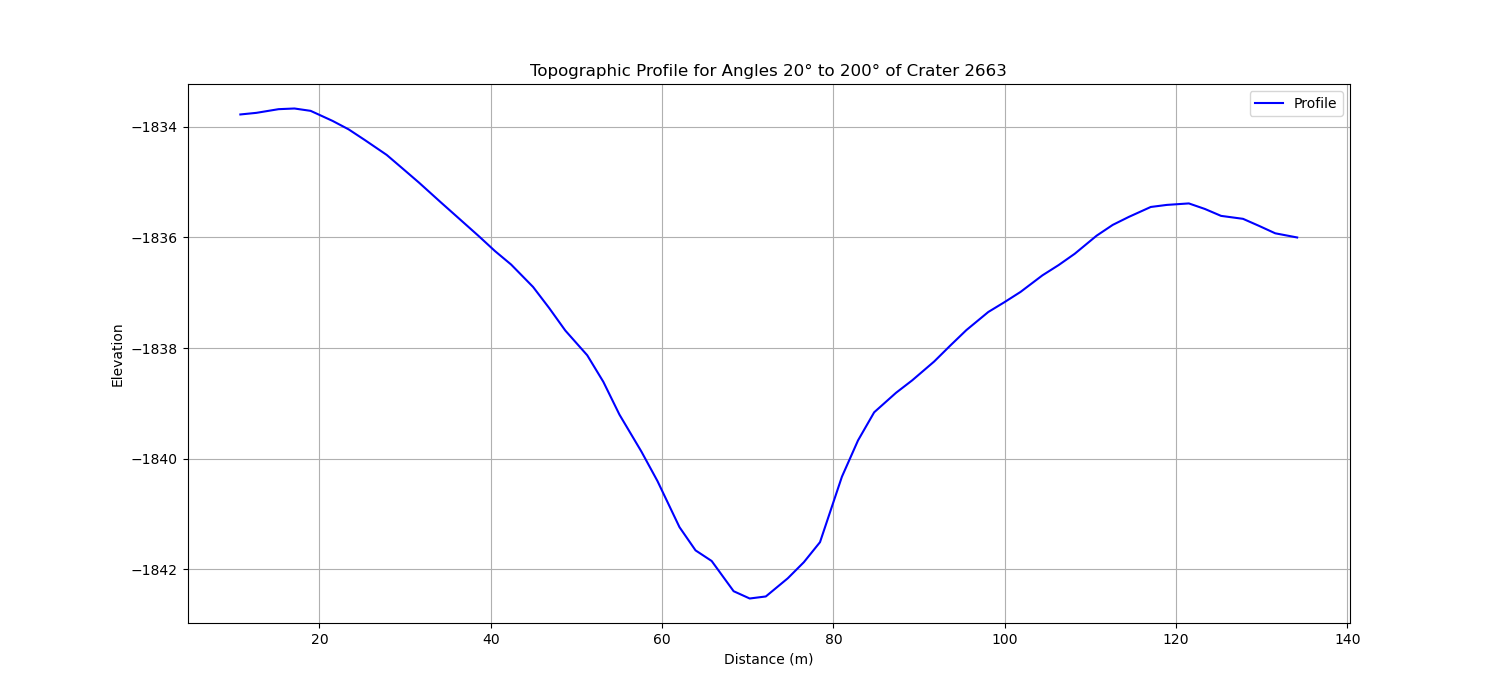 Topographic Profile for Angles 20° to 200° of Crater 2663
Profile
−1834
−1836
−1838
−1840
−1842
Elevation
20 40 60 80 100 120 140
Distance (m)